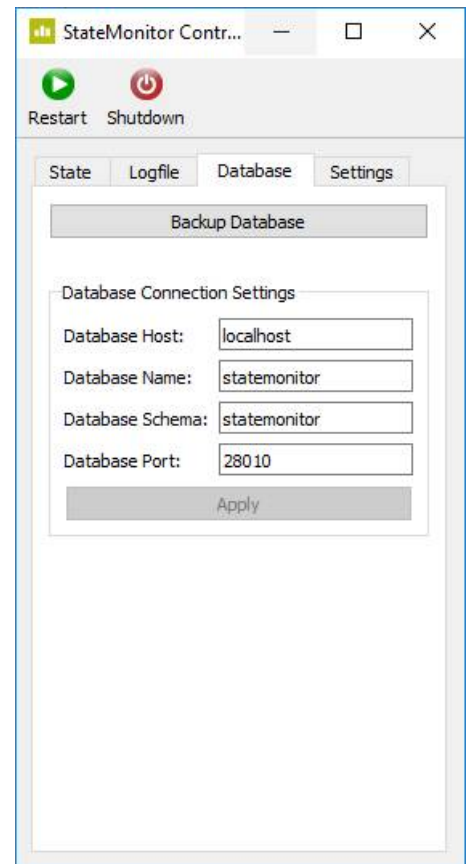 StateMonitor Contr...
Restart Shutdown
State Logfile Database Settings
Backup Database
Database Connection Settings
Database Host: localhost
Database Name: statemonitor
Database Schema: statemonitor
Database Port: 28010
Apply